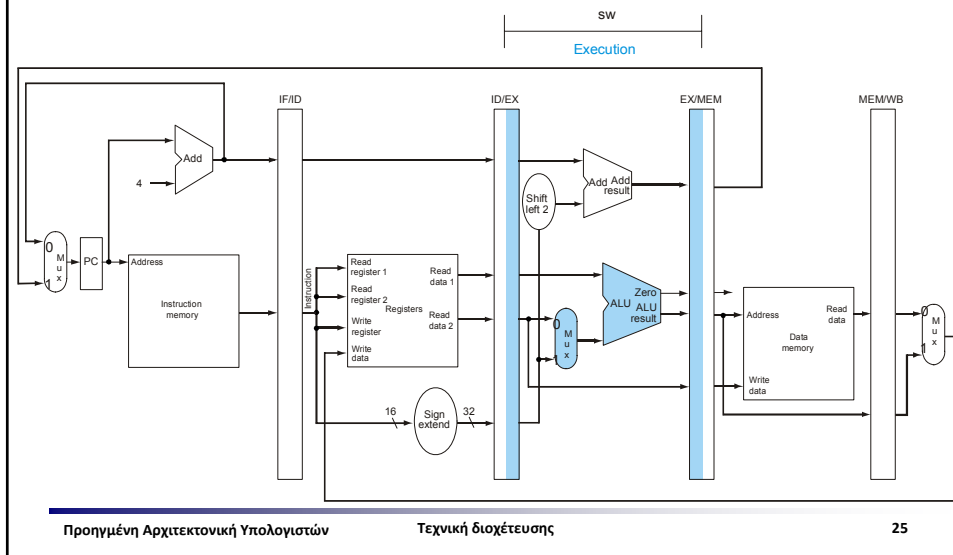 sw
Execution
IF/ID
ID/EX
EX/MEM
MEM/WB
Add
4
Shift
left 2
Add
Add
result
0
M
u
x
1
PC
Address
Instruction
memory
Instruction
Read
register 1
Read
register 2
Write
register
Write
data
Registers
Read
data 1
Read
data 2
0
M
u
x
1
Zero
ALU
ALU
result
Address
Read
data
Data
memory
Write
data
0
M
u
x
1
16
Sign
extend
32
Προηγμένη Αρχιτεκτονική Υπολογιστών
Τεχνική διοχέτευσης
25